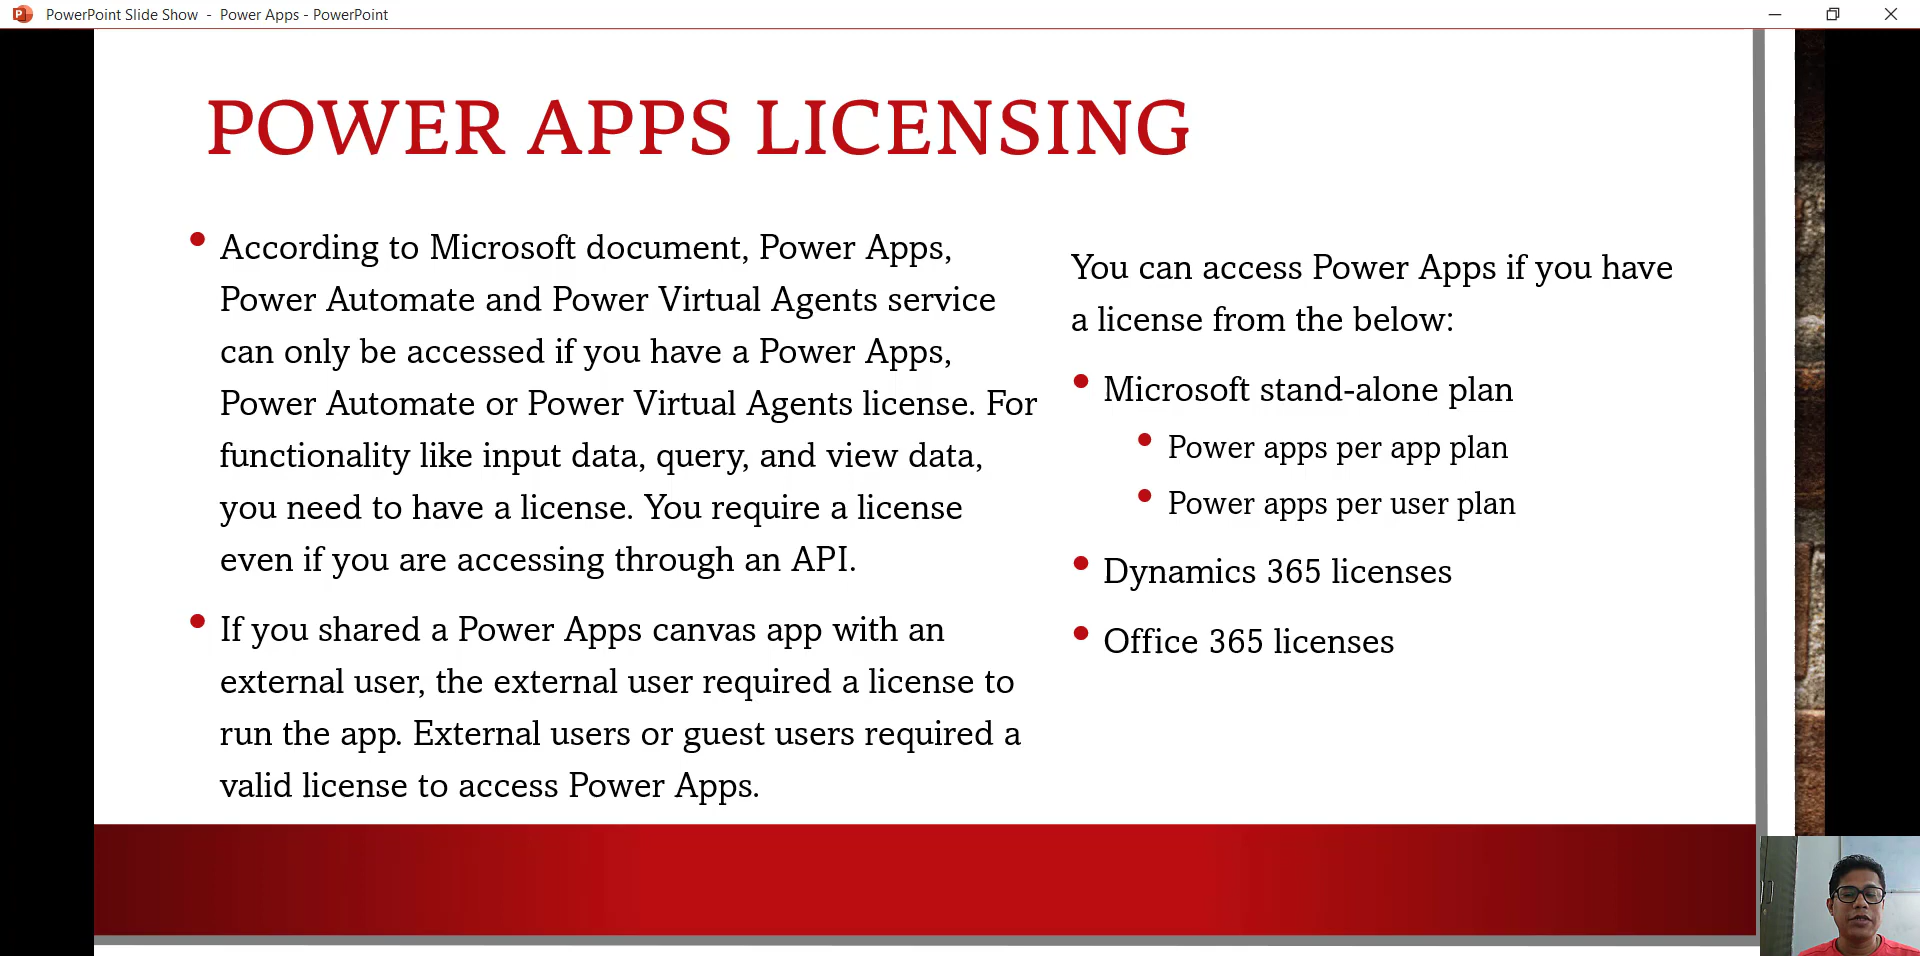 PowerPoint Slide Show - Power Apps - PowerPoint
POWER APPS LICENSING
• According to Microsoft document, Power Apps,
Power Automate and Power Virtual Agents service
can only be accessed if you have a Power Apps,
Power Automate or Power Virtual Agents license. For
functionality like input data, query, and view data,
you need to have a license. You require a license
even if you are accessing through an API.
• If you shared a Power Apps canvas app with an
external user, the external user required a license to
run the app. External users or guest users required a
valid license to access Power Apps.
You can access Power Apps if you have
a license from the below:
• Microsoft stand-alone plan
• Power apps per app plan
• Power apps per user plan
• Dynamics 365 licenses
• Office 365 licenses